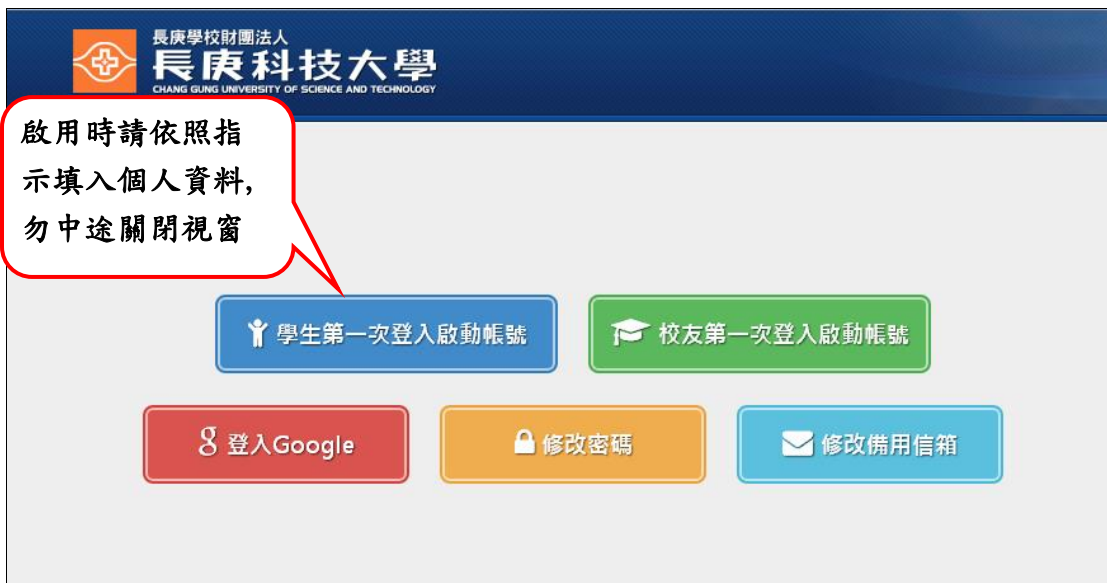 長庚學校財團法人
長庚科技大學
CHANG GUNG UNIVERSITY OF SCIENCE AND TECHNOLOGY
啟用時請依照指
示填入個人資料,
勿中途關閉視窗
學生第一次登入啟動帳號
校友第一次登入啟動帳號
登入Google
修改密碼
修改備用信箱